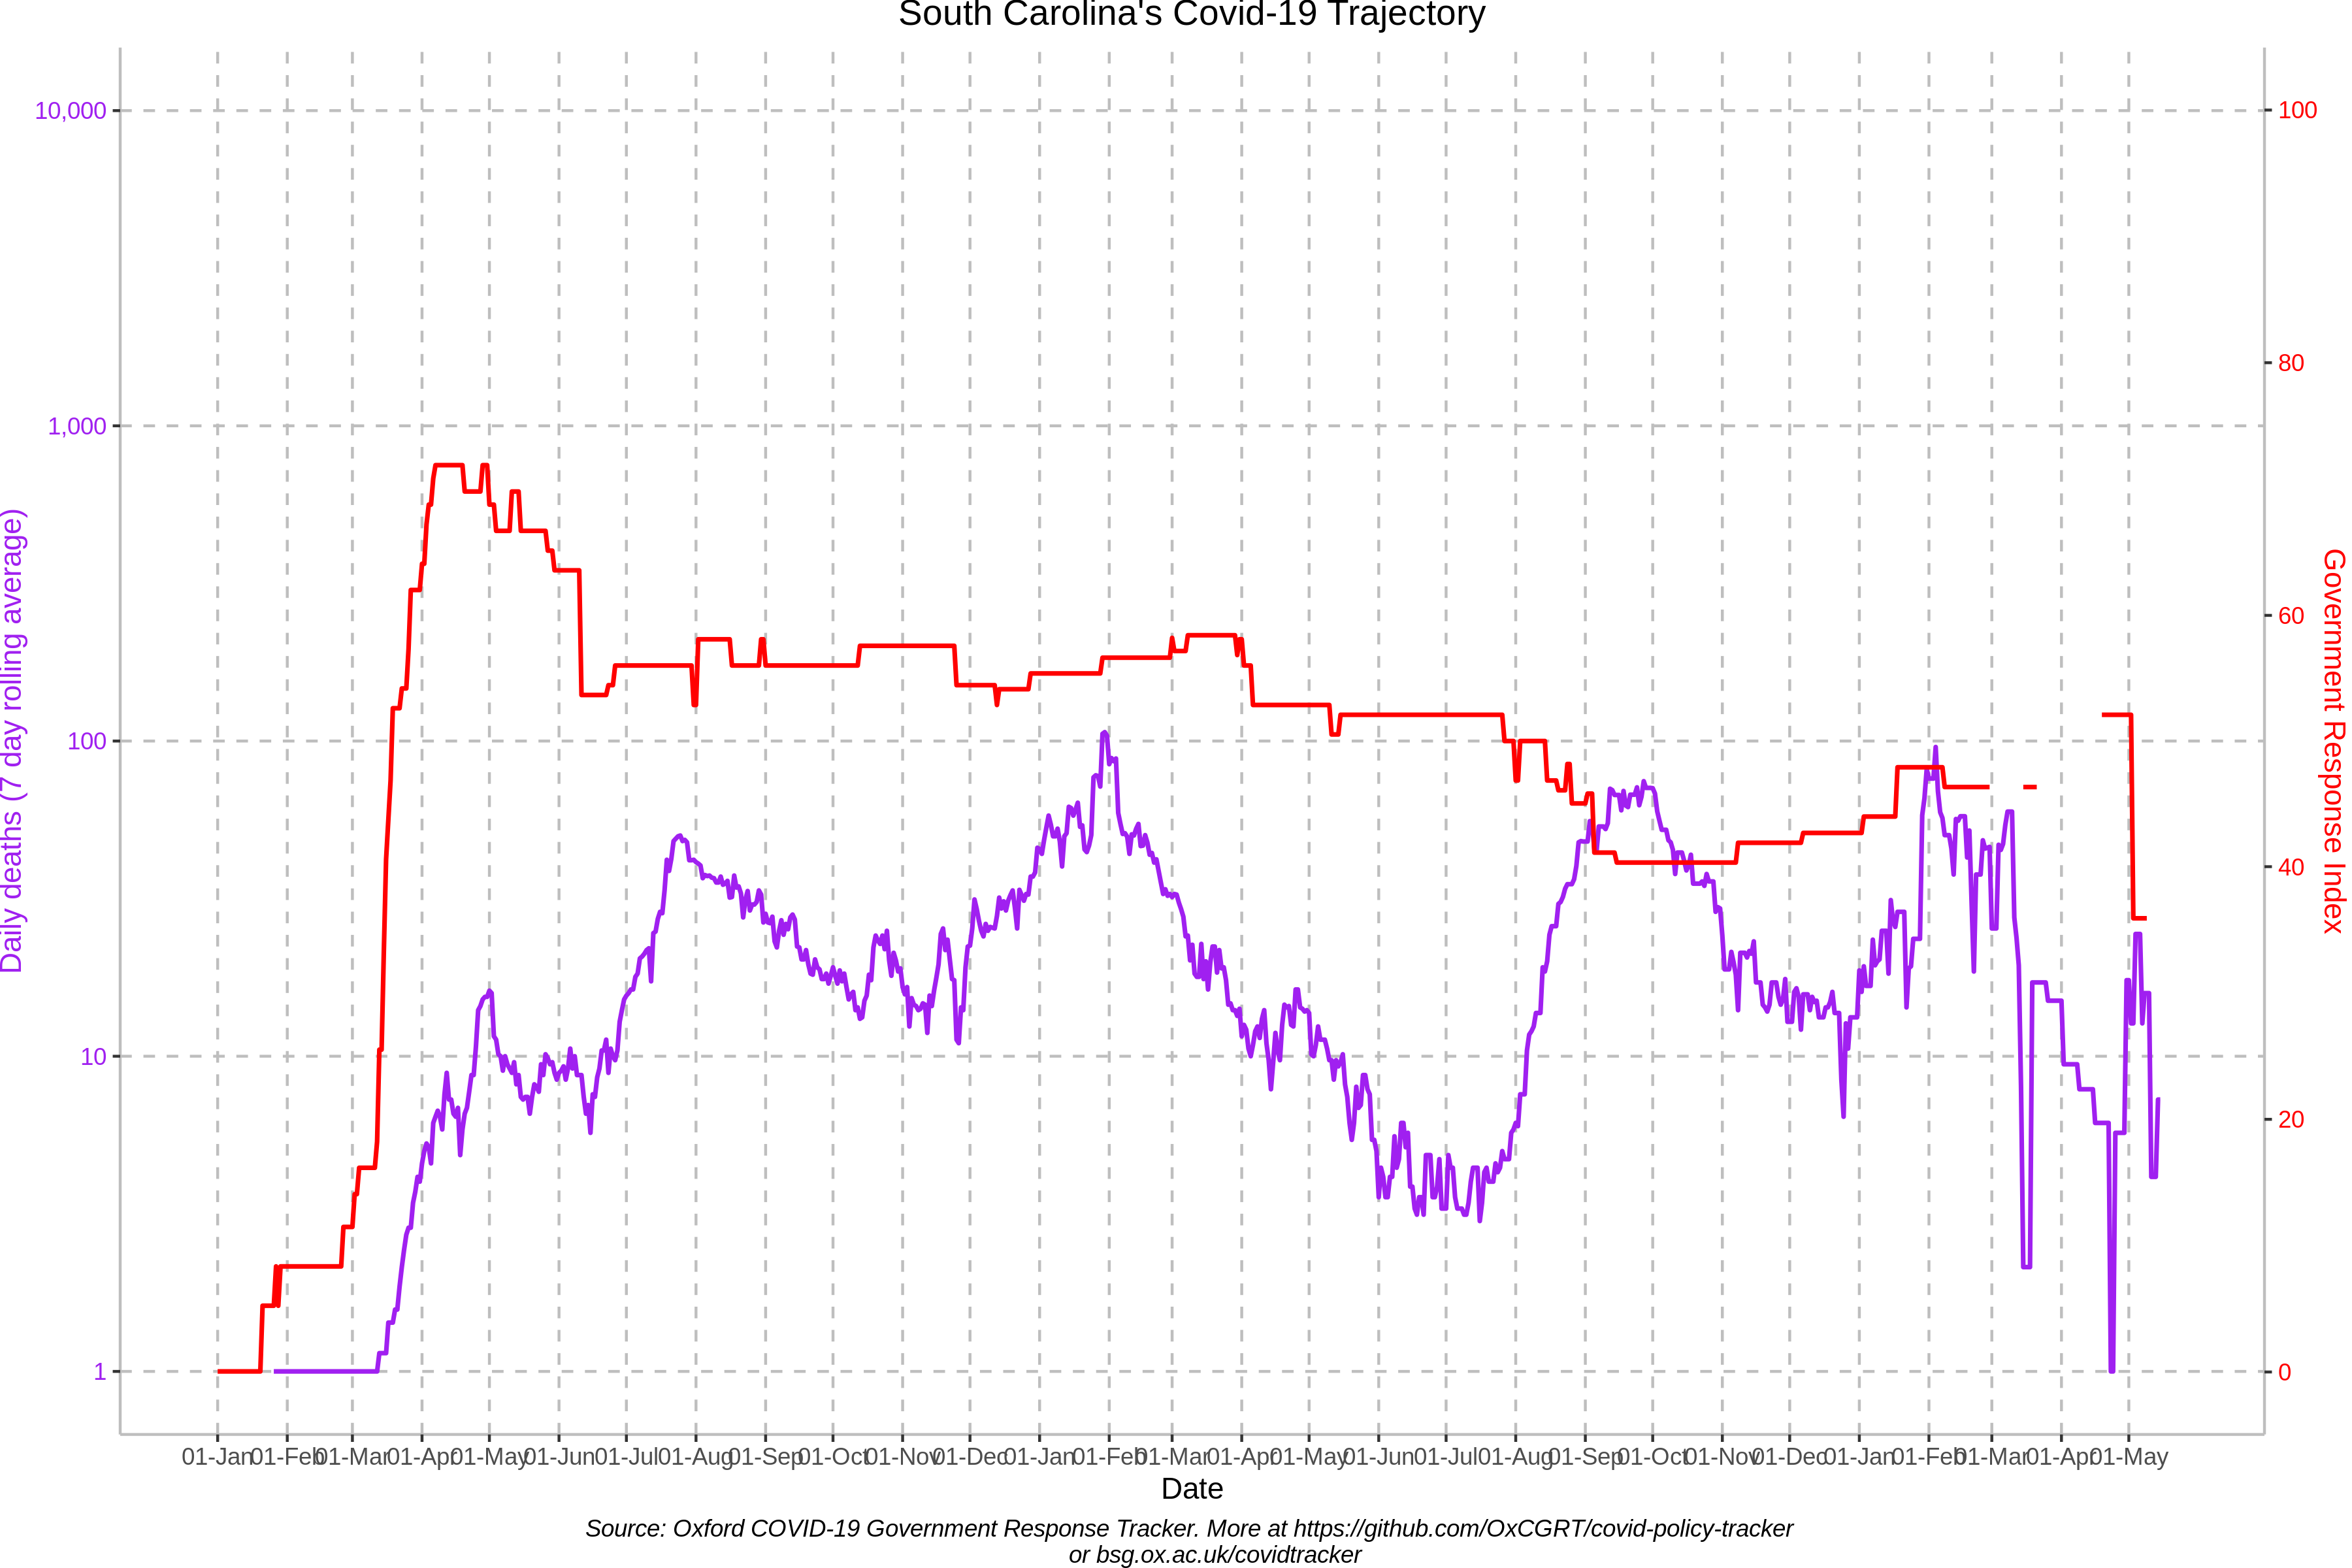 South Carolina's Covid-19 Trajectory
10,000
1,000
100
10
1
Daily deaths (7 day rolling average)
100
80
60
40
20
0
Government Response Index
01-Jan 01-Feb 01-Mar 01-Apr 01-May 01-Jun 01-Jul 01-Aug 01-Sep 01-Oct 01-Nov 01-Dec 01-Jan 01-Feb 01-Mar 01-Apr 01-May 01-Jun 01-Jul 01-Aug 01-Sep 01-Oct 01-Nov 01-Dec 01-Jan 01-Feb 01-Mar 01-Apr 01-May
Date
Source: Oxford COVID-19 Government Response Tracker. More at https://github.com/OxCGRT/covid-policy-tracker
or bsg.ox.ac.uk/covidtracker